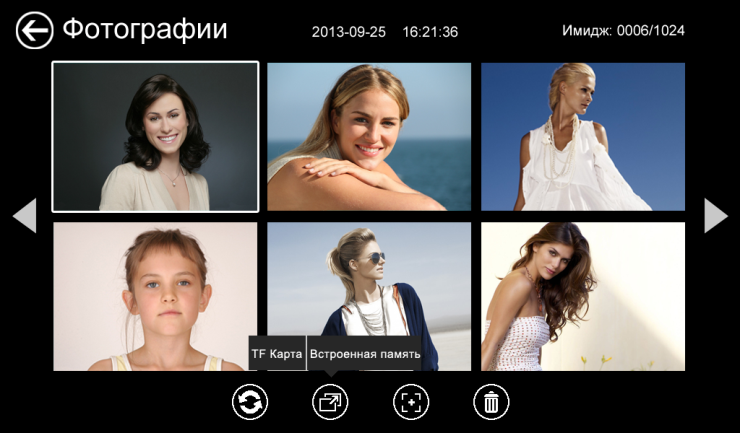 Фотографии
2013-09-25 16:21:36
Имидж: 0006/1024
TF Карта
Встроенная память